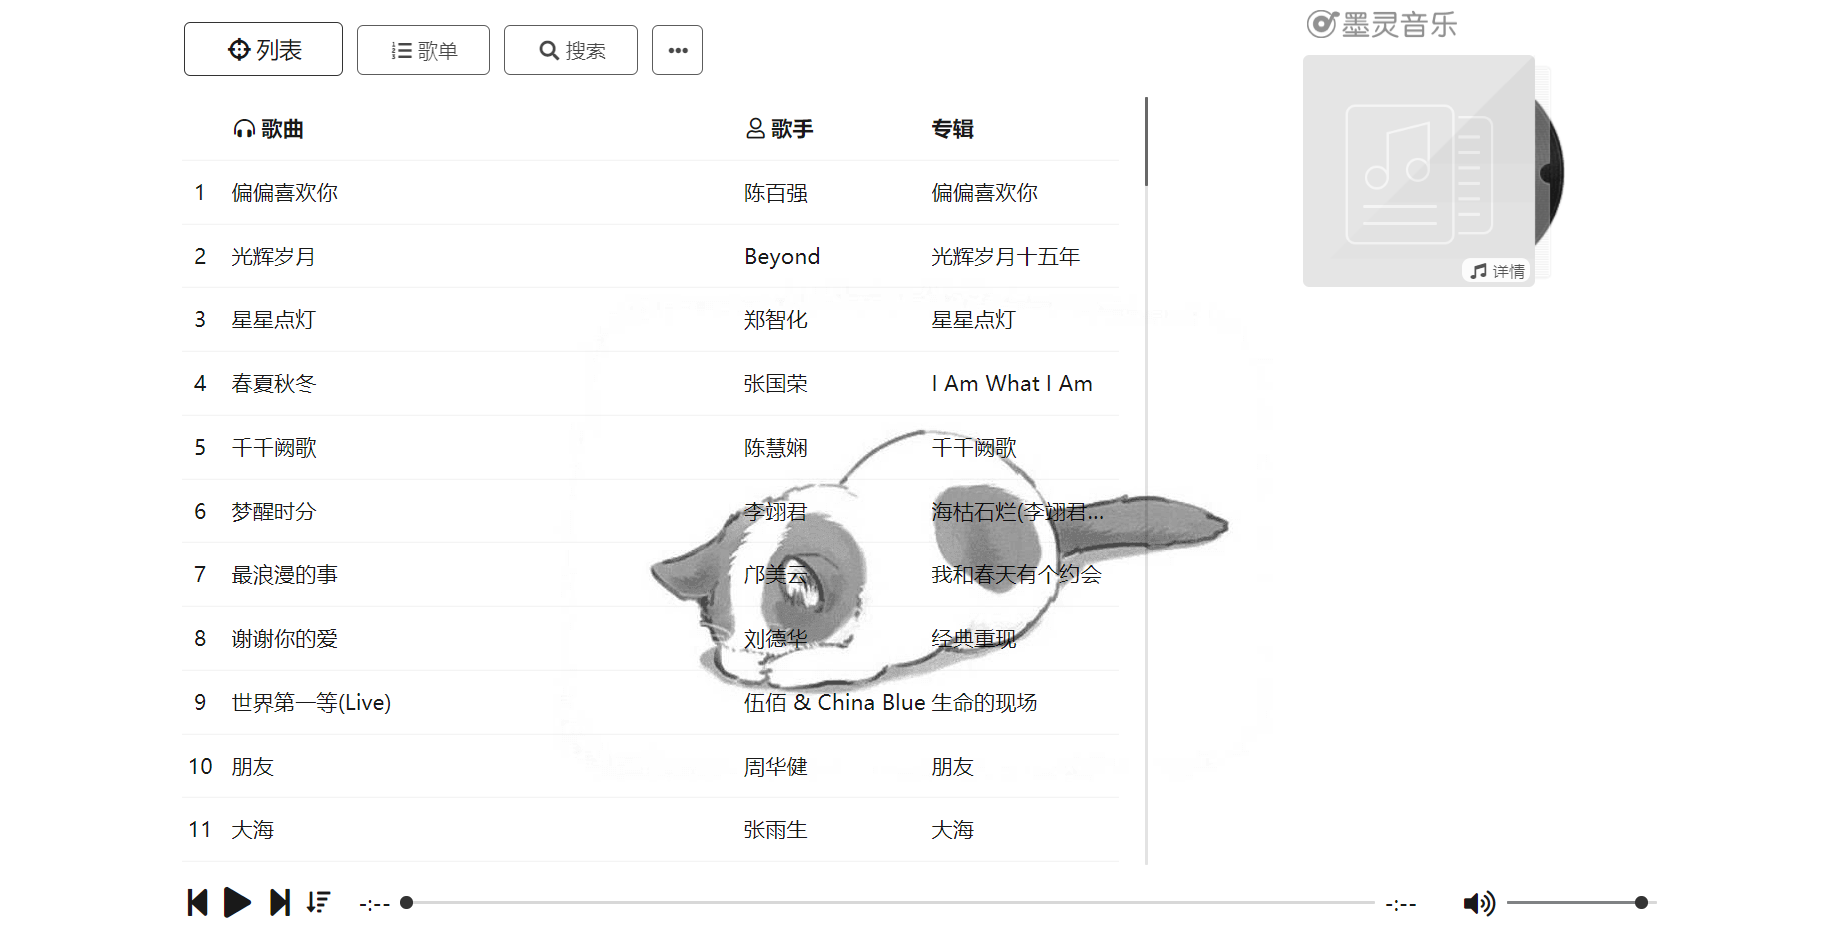 列表 歌单 搜索 •••
墨灵音乐
歌曲 歌手 专辑
1 偏偏喜欢你 陈百强 偏偏喜欢你
2 光辉岁月 Beyond 光辉岁月十五年
3 星星点灯 郑智化 星星点灯
4 春夏秋冬 张国荣 I Am What I Am
5 千千阙歌 陈慧娴 千千阙歌
6 梦醒时分 李翊君 海枯石烂(李翊君...
7 最浪漫的事 邝美云 我和春天有个约会
8 谢谢你的爱 刘德华 经典重现
9 世界第一等(Live) 伍佰 & China Blue 生命的现场
10 朋友 周华健 朋友
11 大海 张雨生 大海
详情
-:-- -:--